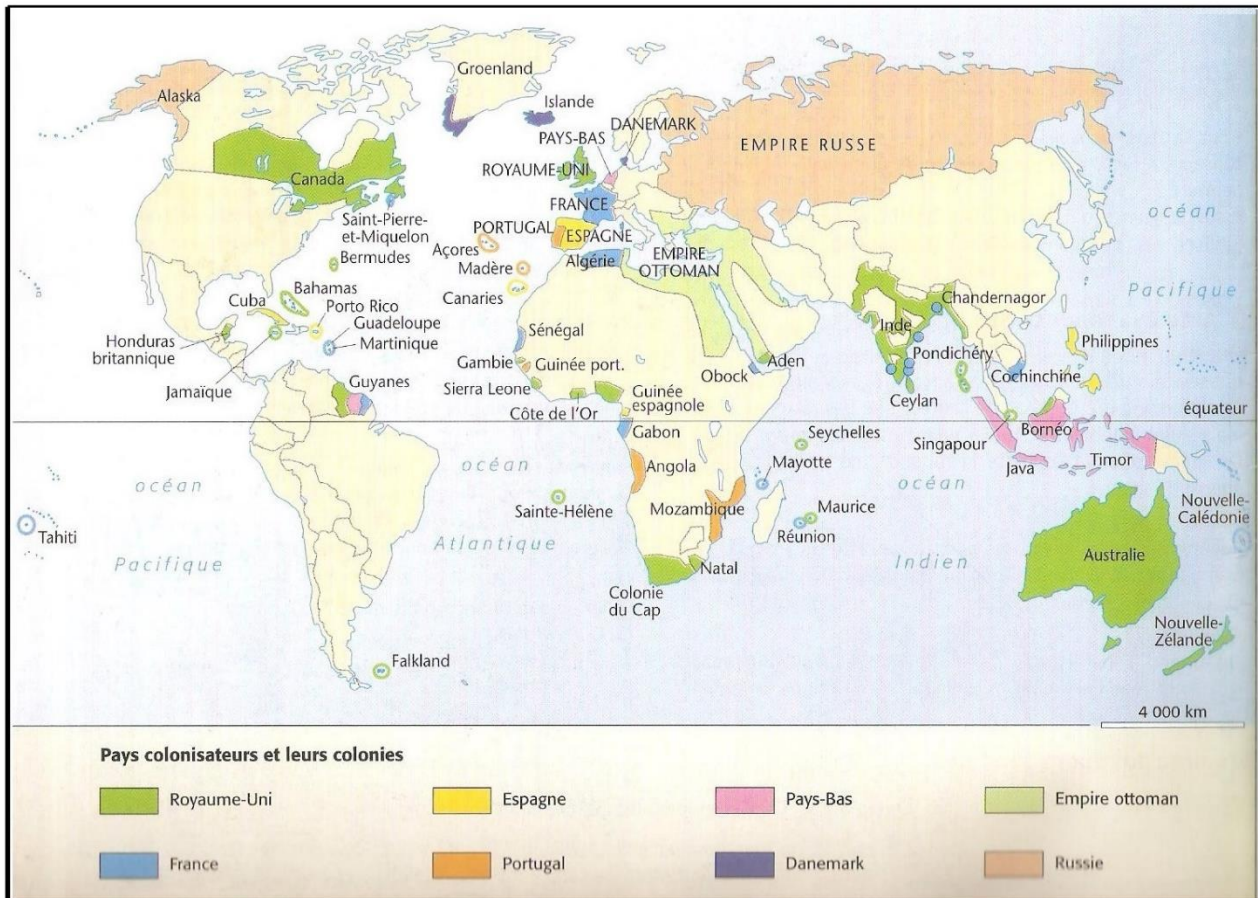 Groenland
Alaska
Islande
DANEMARK
PAYS-BAS
EMPIRE RUSSE
ROYAUME-UNI
Canada
FRANCE
Saint-Pierre-
et-Miquelon
PORTUGAL
ESPAGNE
océan
Açores
Algérie
EMPIRE
OTTOMAN
Bermudes
Madère
Pacifique
Bahamas
Canaries
Chandernagor
Cuba
Porto Rico
Inde
Guadeloupe
Sénégal
Martinique
Honduras
britannique
Pondichéry
Philippines
Gambie
Guinée port.
Aden
Obock
Jamaïque
Guyanes
Sierra Leone
Cochinchine
Guinée
espagnole
Ceylan
Côte de l'Or
équateur
Gabon
Seychelles
Singapour
Bornéo
océan
Angola
Mayotte
Java
Timor
océan
océan
Sainte-Hélène
Mozambique
Maurice
Nouvelle-
Calédonie
Tahiti
Atlantique
Réunion
Pacifique
Indien
Australie
Natal
Colonie
du Cap
Nouvelle-
Zélande
Falkland
4 000 km
Pays colonisateurs et leurs colonies
Royaume-Uni
Espagne
Pays-Bas
Empire ottoman
France
Portugal
Danemark
Russie